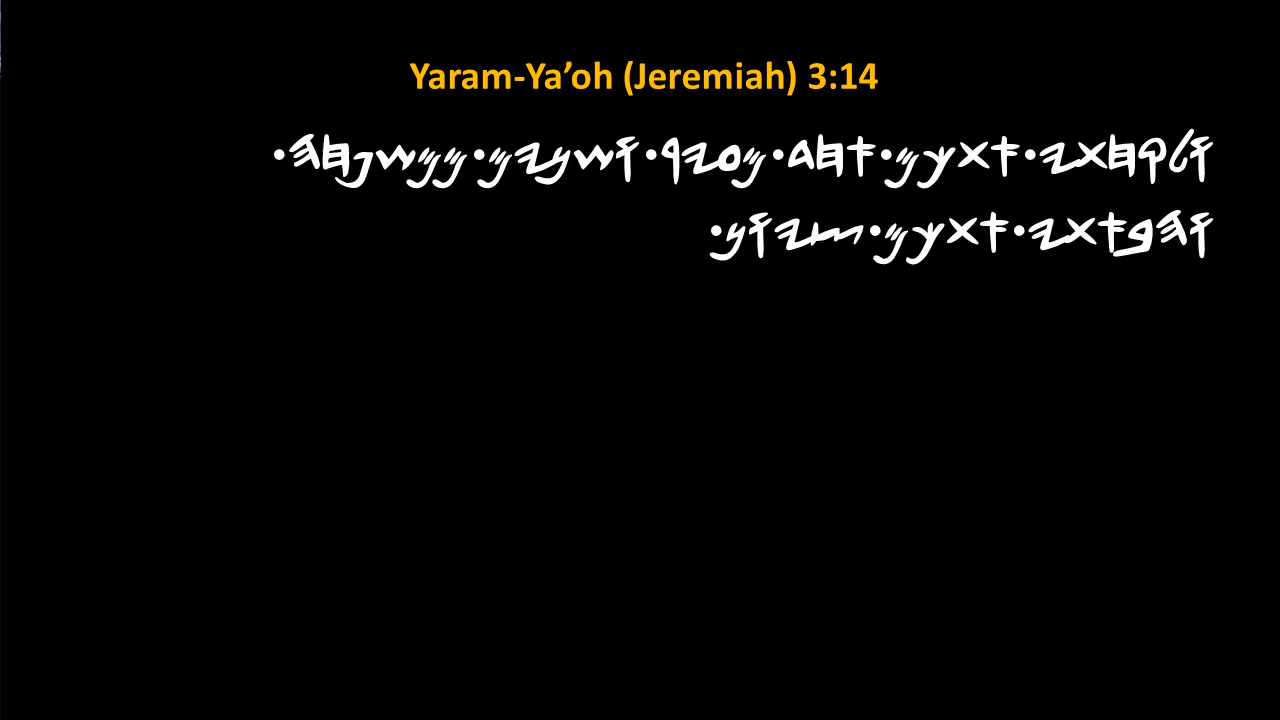 Yaram-Ya’oh (Jeremiah) 3:14
𐤅𐤋𐤒𐤇𐤕𐤉·𐤀𐤕𐤊𐤌·𐤀𐤇𐤃·𐤌𐤏𐤉𐤓·𐤅𐤔𐤍𐤉𐤌·𐤌𐤌𐤔𐤐𐤇𐤄·
𐤅𐤄𐤁𐤀𐤕𐤉·𐤀𐤕𐤊𐤌·𐤑𐤉𐤅𐤍·